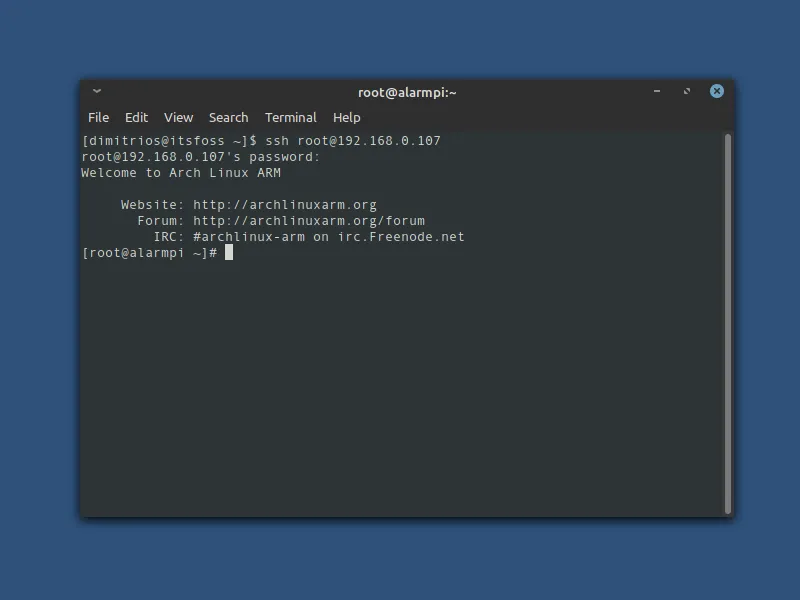 root@alarmpi:~
File Edit View Search Terminal Help
[dimitrios@itsfoss ~]$ ssh root@192.168.0.107
root@192.168.0.107's password:
Welcome to Arch Linux ARM
Website: http://archlinuxarm.org
Forum: http://archlinuxarm.org/forum
IRC: #archlinux-arm on irc.Freenode.net
[root@alarmpi ~]#